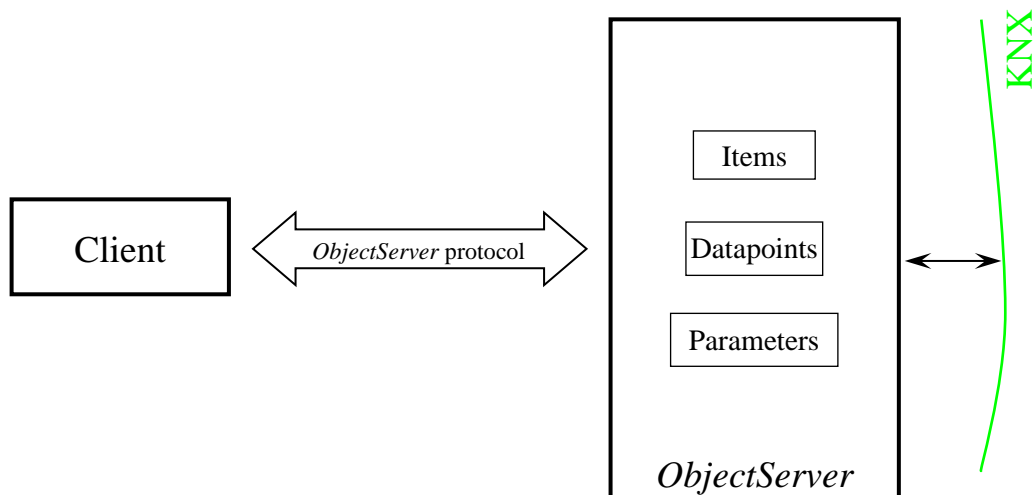 KNX
Items
Client
ObjectServer protocol
Datapoints
Parameters
ObjectServer